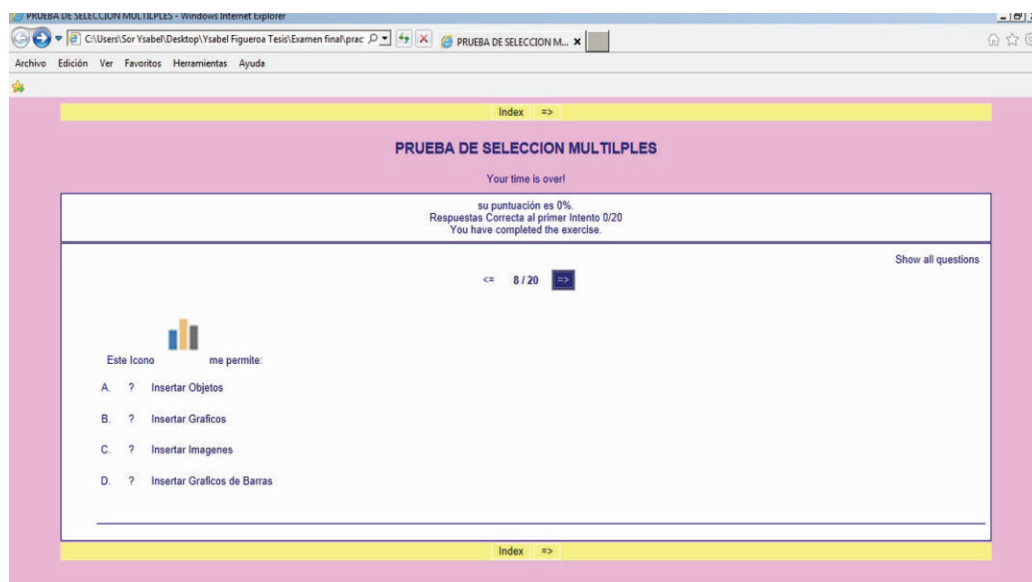 PRUEBA DE SELECCION MULTILPLES - Windows Internet Explorer
C:\Users\Sor Ysabel\Desktop\Ysabel Figueroa Tesis\Examen final\prac
PRUEBA DE SELECCION M...
Archivo Edición Ver Favoritos Herramientas Ayuda
Index =>
PRUEBA DE SELECCION MULTILPLES
Your time is over!
su puntuación es 0%.
Respuestas Correcta al primer Intento 0/20
You have completed the exercise.
Show all questions
<= 8 / 20 =>
Este Icono me permite:
A. ? Insertar Objetos
B. ? Insertar Graficos
C. ? Insertar Imagenes
D. ? Insertar Graficos de Barras
Index =>